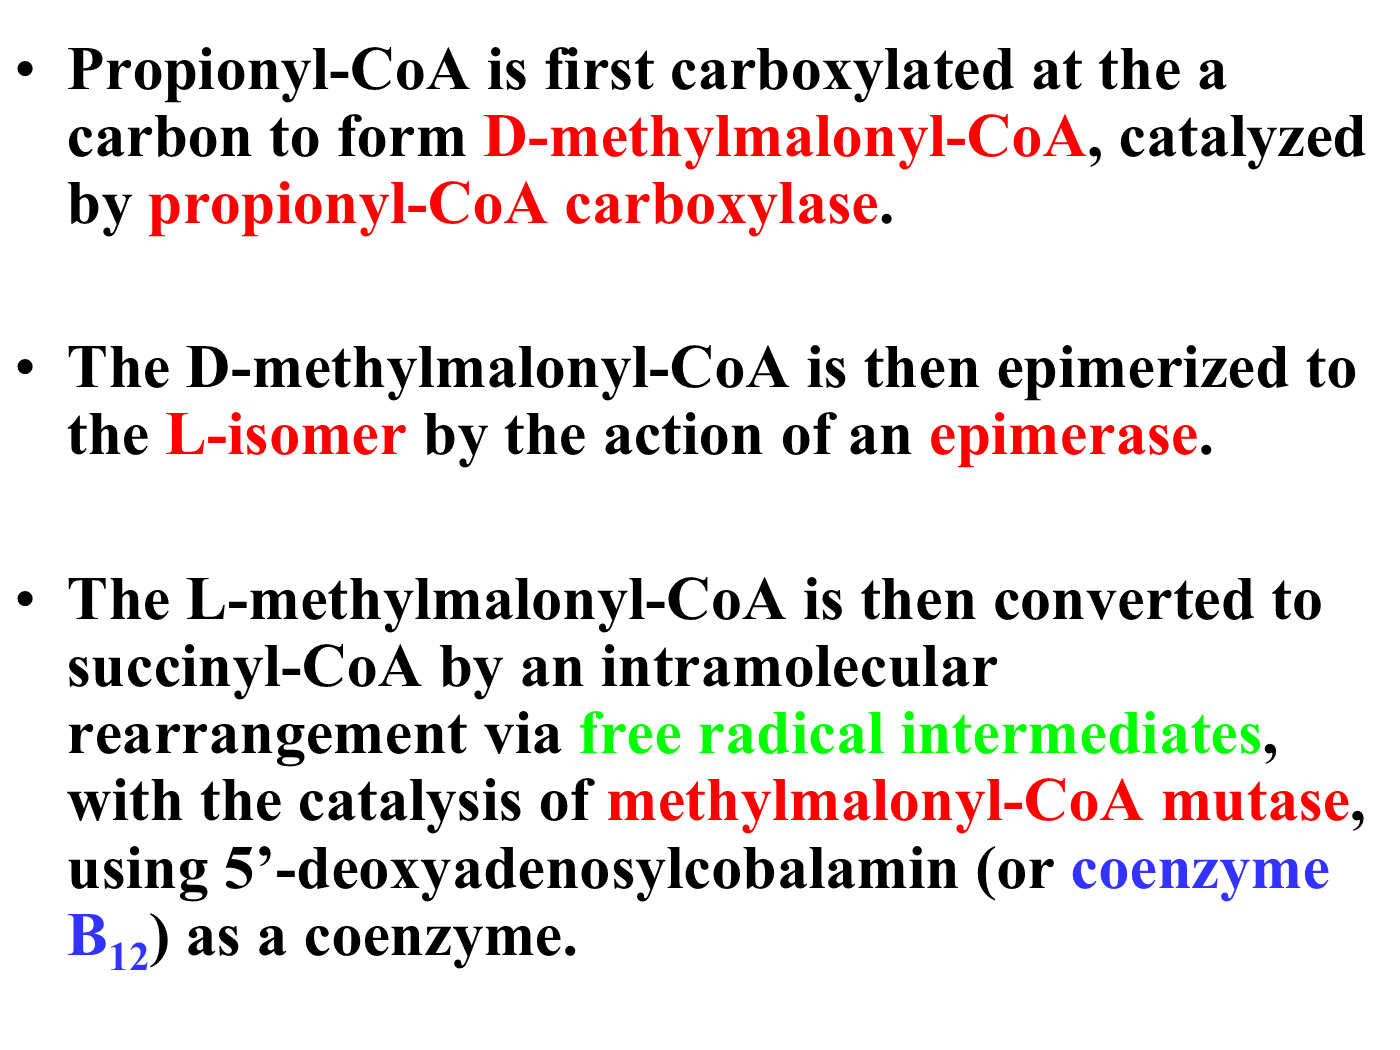 • Propionyl-CoA is first carboxylated at the a
carbon to form D-methylmalonyl-CoA, catalyzed
by propionyl-CoA carboxylase.
• The D-methylmalonyl-CoA is then epimerized to
the L-isomer by the action of an epimerase.
• The L-methylmalonyl-CoA is then converted to
succinyl-CoA by an intramolecular
rearrangement via free radical intermediates,
with the catalysis of methylmalonyl-CoA mutase,
using 5’-deoxyadenosylcobalamin (or coenzyme
B₁₂) as a coenzyme.